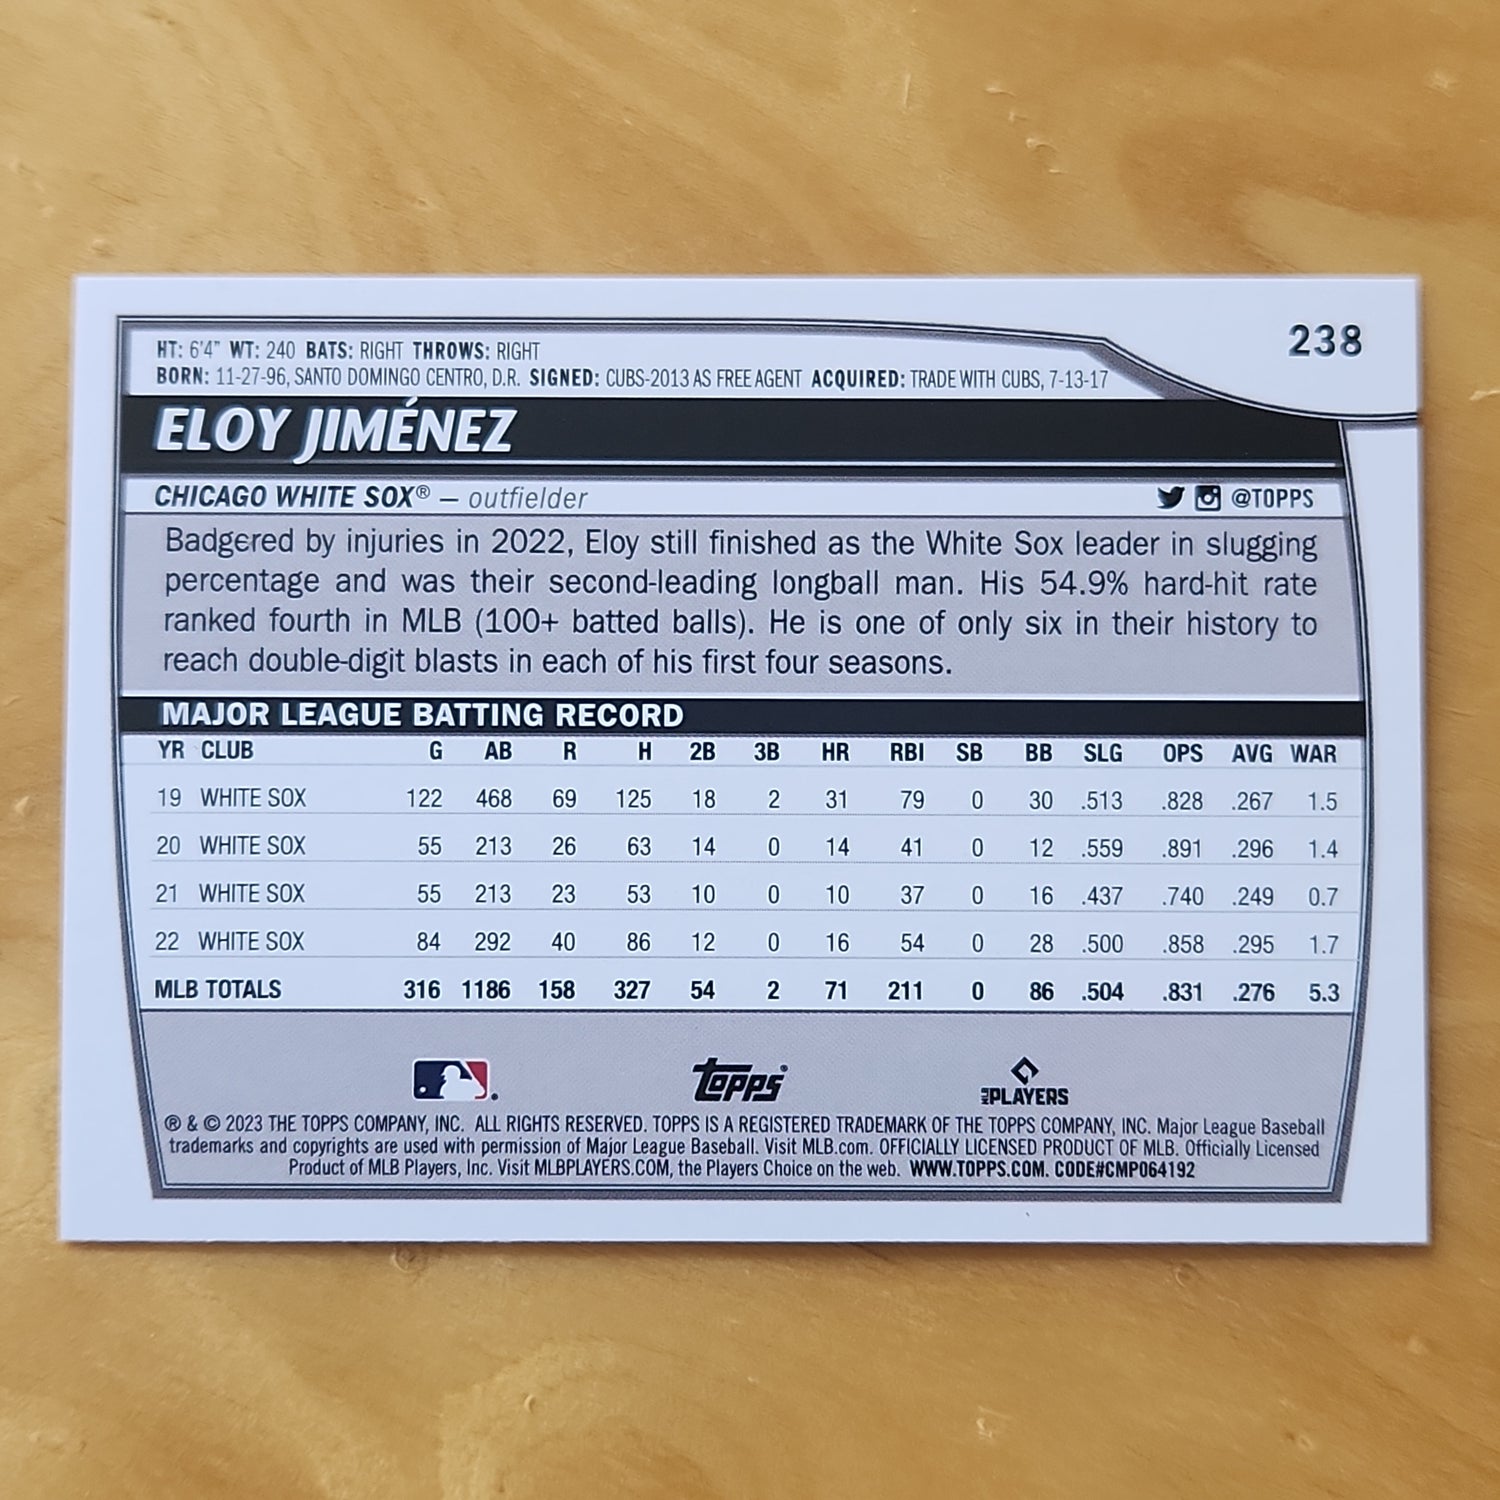 238
HT: 6'4" WT: 240 BATS: RIGHT THROWS: RIGHT
BORN: 11-27-96, SANTO DOMINGO CENTRO, D.R. SIGNED: CUBS-2013 AS FREE AGENT ACQUIRED: TRADE WITH CUBS, 7-13-17
ELOY JIMÉNEZ
CHICAGO WHITE SOX® – outfielder @TOPPS
Badgered by injuries in 2022, Eloy still finished as the White Sox leader in slugging
percentage and was their second-leading longball man. His 54.9% hard-hit rate
ranked fourth in MLB (100+ batted balls). He is one of only six in their history to
reach double-digit blasts in each of his first four seasons.
MAJOR LEAGUE BATTING RECORD
YR CLUB G AB R H 2B 3B HR RBI SB BB SLG OPS AVG WAR
19 WHITE SOX 122 468 69 125 18 2 31 79 0 30 .513 .828 .267 1.5
20 WHITE SOX 55 213 26 63 14 0 14 41 0 12 .559 .891 .296 1.4
21 WHITE SOX 55 213 23 53 10 0 10 37 0 16 .437 .740 .249 0.7
22 WHITE SOX 84 292 40 86 12 0 16 54 0 28 .500 .858 .295 1.7
MLB TOTALS 316 1186 158 327 54 2 71 211 0 86 .504 .831 .276 5.3
topps® MLB PLAYERS
® & © 2023 THE TOPPS COMPANY, INC. ALL RIGHTS RESERVED. TOPPS IS A REGISTERED TRADEMARK OF THE TOPPS COMPANY, INC. Major League Baseball
trademarks and copyrights are used with permission of Major League Baseball. Visit MLB.com. OFFICIALLY LICENSED PRODUCT OF MLB. Officially Licensed
Product of MLB Players, Inc. Visit MLBPLAYERS.COM, the Players Choice on the web. WWW.TOPPS.COM. CODE#CMP064192